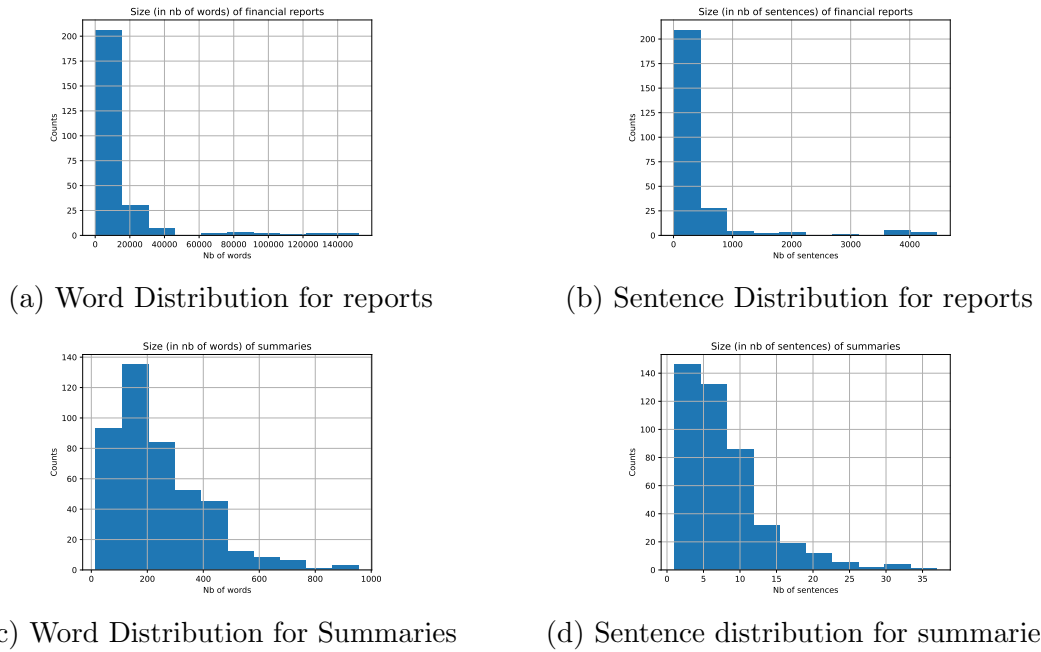 Size (in nb of words) of financial reports
200
175
150
125
100
75
50
25
0
Counts
0 20000 40000 60000 80000 100000 120000 140000
Nb of words
(a) Word Distribution for reports
Size (in nb of sentences) of financial reports
200
175
150
125
100
75
50
25
0
Counts
0 1000 2000 3000 4000
Nb of sentences
(b) Sentence Distribution for reports
Size (in nb of words) of summaries
140
120
100
80
60
40
20
0
Counts
0 200 400 600 800 1000
Nb of words
c) Word Distribution for Summaries
Size (in nb of sentences) of summaries
140
120
100
80
60
40
20
0
Counts
0 5 10 15 20 25 30 35
Nb of sentences
(d) Sentence distribution for summarie